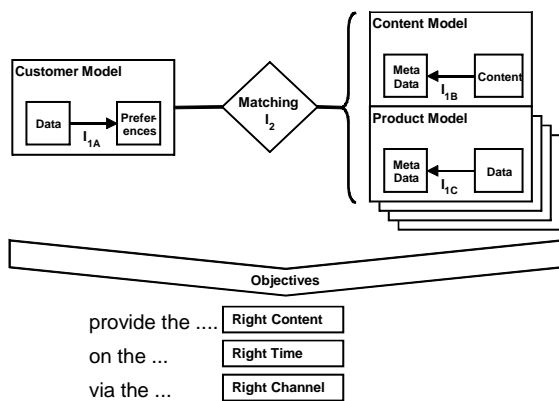 Customer Model
Data
I1A
Prefer-
ences
Matching
I2
Content Model
Meta
Data
I1B
Content
Product Model
Meta
Data
I1C
Data
Objectives
provide the .... Right Content
on the ... Right Time
via the ... Right Channel